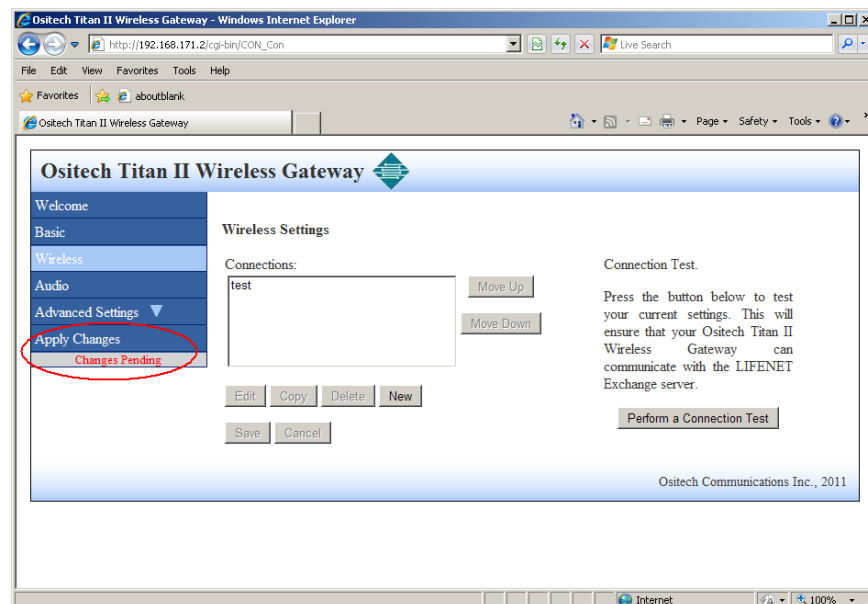 Ositech Titan II Wireless Gateway - Windows Internet Explorer
http://192.168.171.2/cgi-bin/CON_Con
Live Search
File Edit View Favorites Tools Help
Favorites aboutblank
Ositech Titan II Wireless Gateway
Page Safety Tools
Ositech Titan II Wireless Gateway
Welcome
Basic
Wireless
Audio
Advanced Settings
Apply Changes
Changes Pending
Wireless Settings
Connections:
test
Move Up
Move Down
Edit Copy Delete New
Save Cancel
Connection Test.
Press the button below to test
your current settings. This will
ensure that your Ositech Titan II
Wireless Gateway can
communicate with the LIFENET
Exchange server.
Perform a Connection Test
Ositech Communications Inc., 2011
Internet
100%